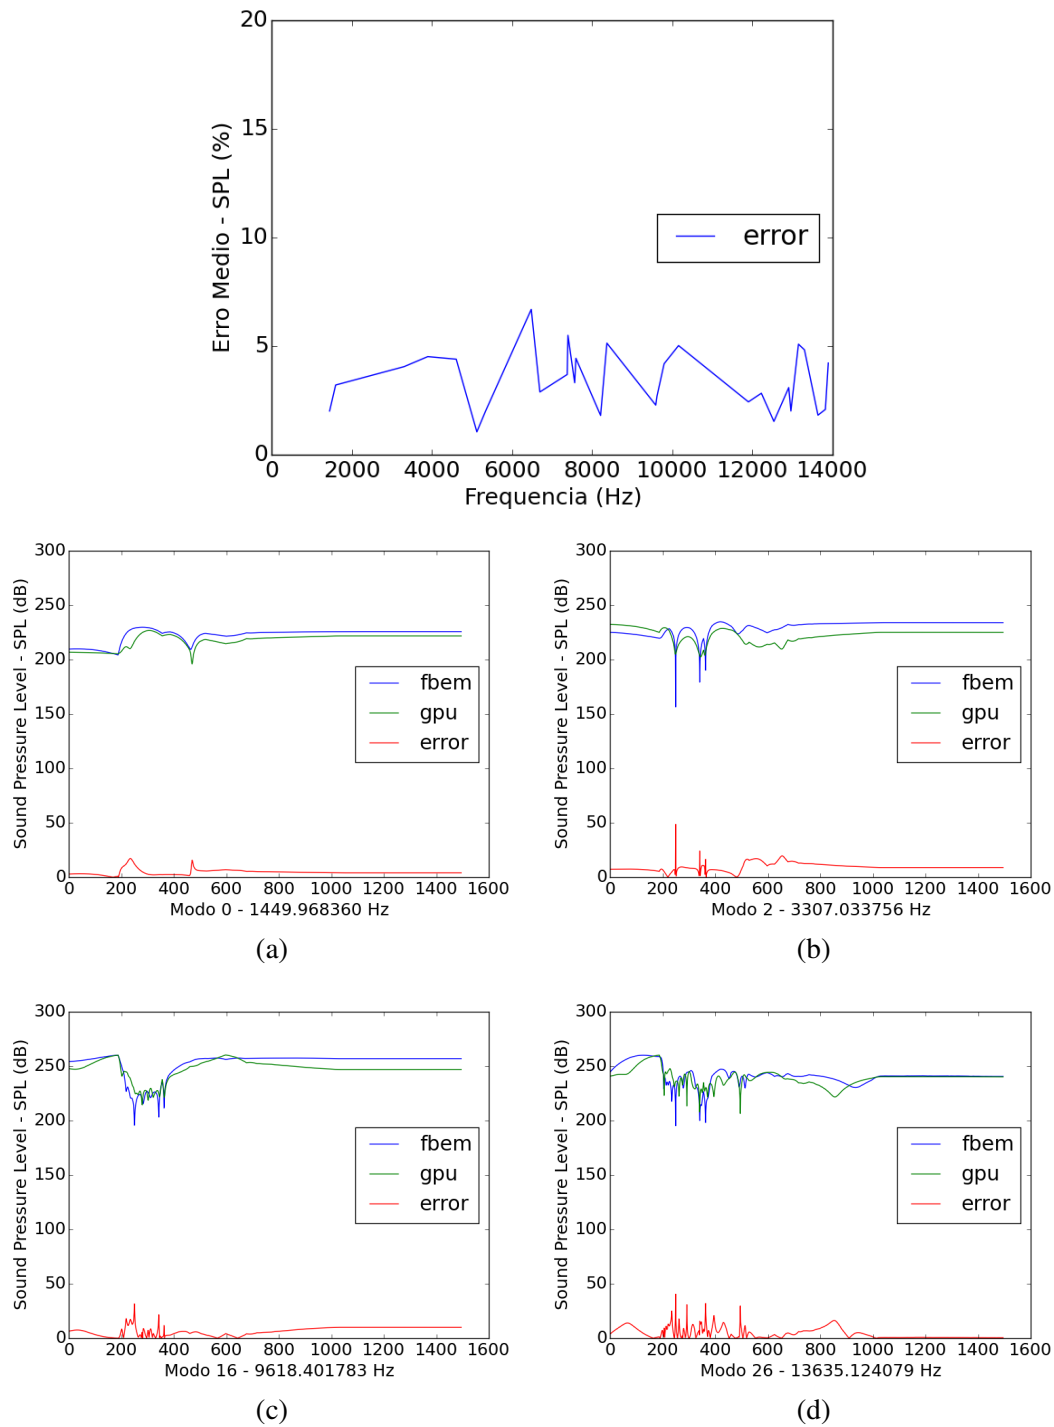 20
15
10
5
0
Erro Medio - SPL (%)
error
0 2000 4000 6000 8000 10000 12000 14000
Frequencia (Hz)
300
250
200
150
100
50
0
Sound Pressure Level - SPL (dB)
fbem
gpu
error
0 200 400 600 800 1000 1200 1400 1600
Modo 0 - 1449.968360 Hz
(a)
300
250
200
150
100
50
0
Sound Pressure Level - SPL (dB)
fbem
gpu
error
0 200 400 600 800 1000 1200 1400 1600
Modo 2 - 3307.033756 Hz
(b)
300
250
200
150
100
50
0
Sound Pressure Level - SPL (dB)
fbem
gpu
error
0 200 400 600 800 1000 1200 1400 1600
Modo 16 - 9618.401783 Hz
(c)
300
250
200
150
100
50
0
Sound Pressure Level - SPL (dB)
fbem
gpu
error
0 200 400 600 800 1000 1200 1400 1600
Modo 26 - 13635.124079 Hz
(d)